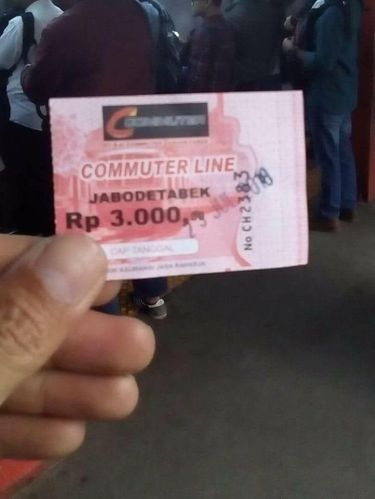 COMMUTER
COMMUTER LINE
JABODETABEK
Rp 3.000,
CAP TANGGAL
No CH2383